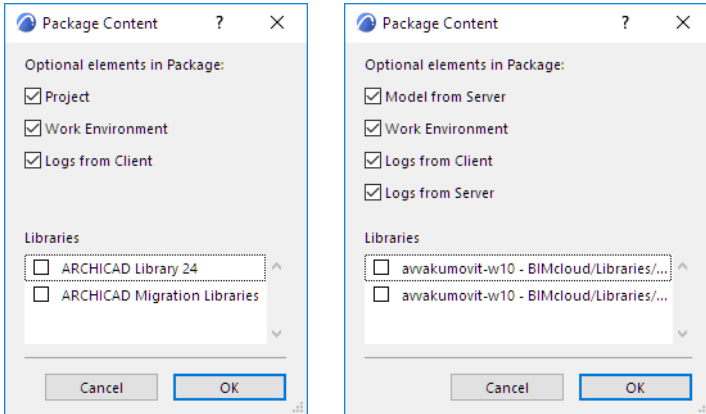 Package Content
Optional elements in Package:
Project
Work Environment
Logs from Client
Libraries
ARCHICAD Library 24
ARCHICAD Migration Libraries
Cancel
OK
Package Content
Optional elements in Package:
Model from Server
Work Environment
Logs from Client
Logs from Server
Libraries
avvakumovit-w10 - BIMcloud/Libraries/...
avvakumovit-w10 - BIMcloud/Libraries/...
Cancel
OK